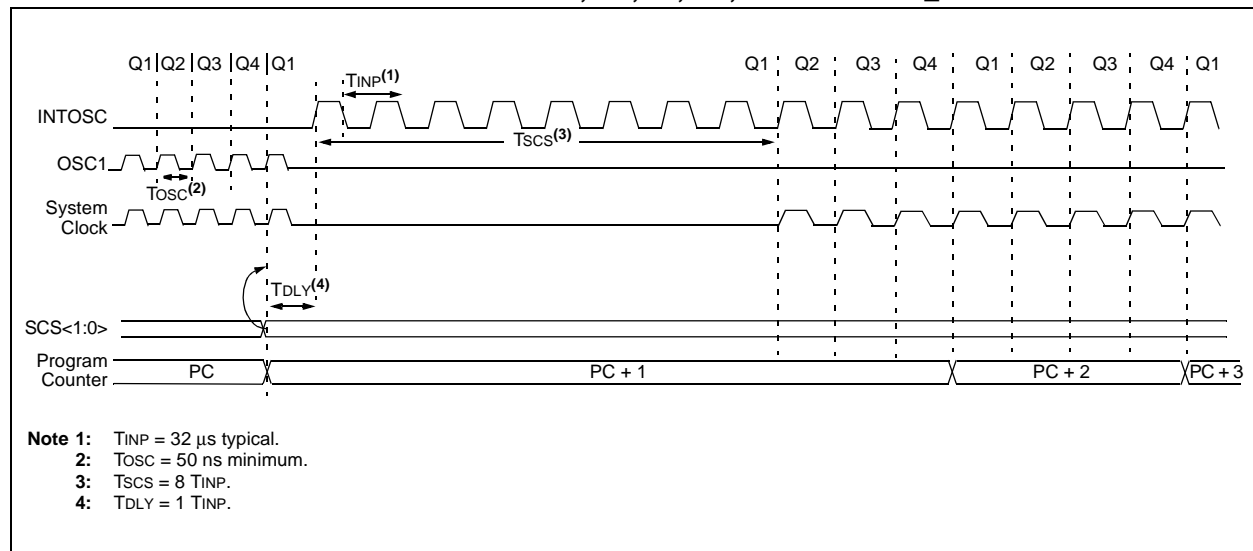 Q1 Q2 Q3 Q4 Q1
Q1 Q2 Q3 Q4 Q1 Q2 Q3 Q4 Q1
TINP(1)
INTOSC
TSCS(3)
OSC1
TOSC(2)
System
Clock
TDLY(4)
SCS<1:0>
Program
Counter
PC
PC + 1
PC + 2
PC + 3
Note 1: TINP = 32 μs typical.
2: TOSC = 50 ns minimum.
3: TSCS = 8 TINP.
4: TDLY = 1 TINP.